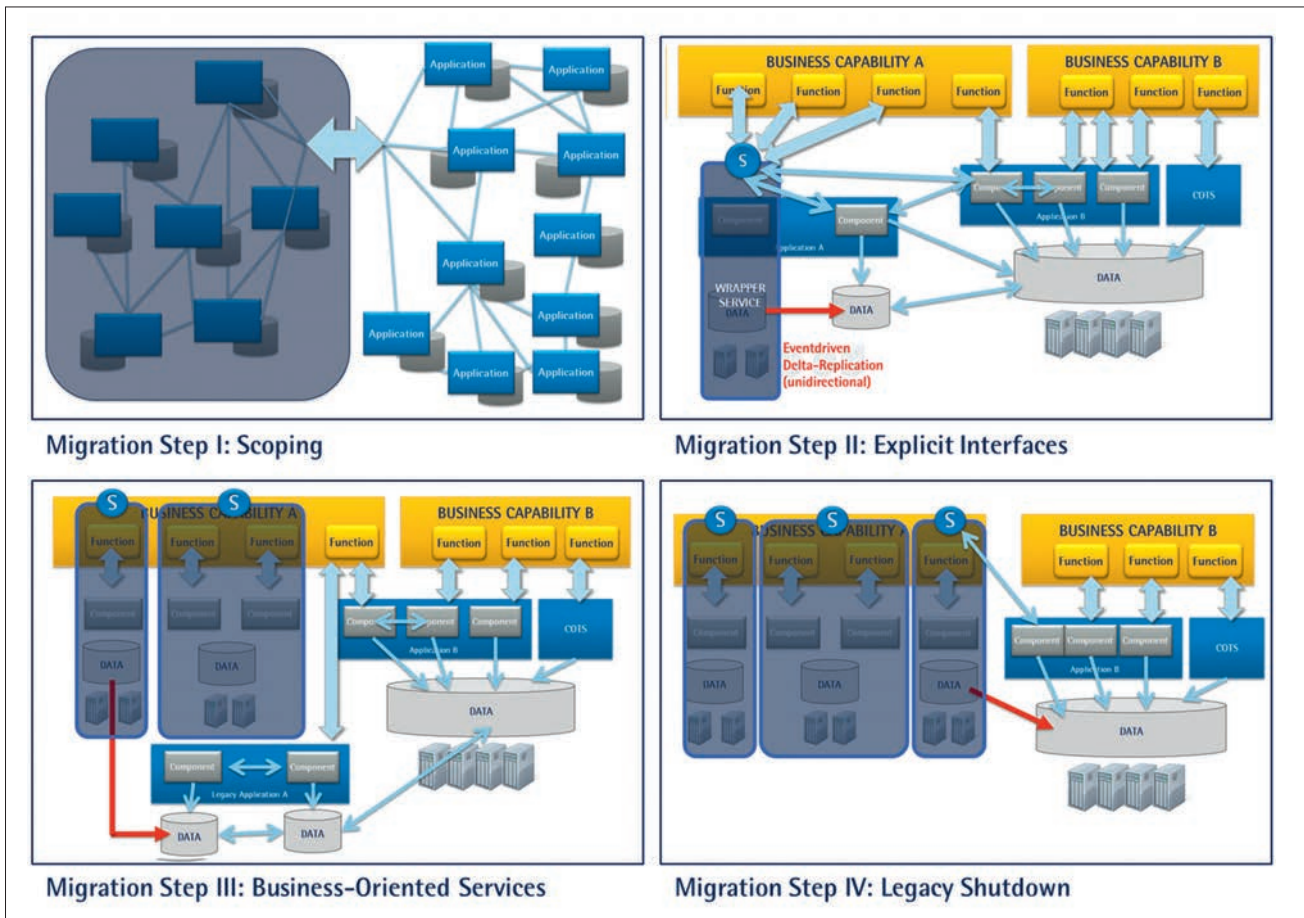 Application
Application
Application
Application
Application
Application
Application
Application
Application
Application
Application
Migration Step I: Scoping
BUSINESS CAPABILITY A
BUSINESS CAPABILITY B
Function
Function
Function
Function
Function
Function
Function
S
Component
Component
Component
Component
Component
COTS
Application A
Application B
DATA
WRAPPER
SERVICE
DATA
DATA
Eventdriven
Delta-Replication
(unidirectional)
Migration Step II: Explicit Interfaces
S
S
BUSINESS CAPABILITY A
BUSINESS CAPABILITY B
Function
Function
Function
Function
Function
Function
Function
Component
Component
Component
Component
Component
Component
COTS
Application B
DATA
DATA
DATA
Component
Component
Legacy Application A
DATA
DATA
Migration Step III: Business-Oriented Services
S
S
S
BUSINESS CAPABILITY A
BUSINESS CAPABILITY B
Function
Function
Function
Function
Function
Function
Function
Component
Component
Component
Component
Component
Component
Component
COTS
Application B
DATA
DATA
DATA
DATA
Migration Step IV: Legacy Shutdown